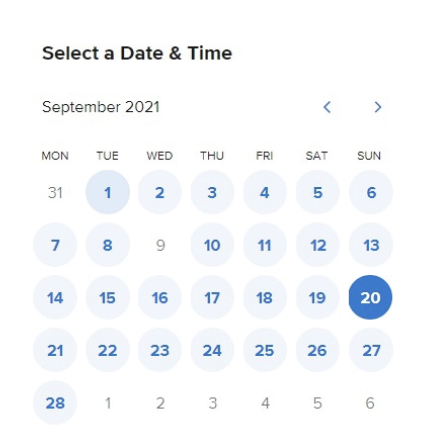 Select a Date & Time
September 2021
MON TUE WED THU FRI SAT SUN
31 1 2 3 4 5 6
7 8 9 10 11 12 13
14 15 16 17 18 19 20
21 22 23 24 25 26 27
28 1 2 3 4 5 6